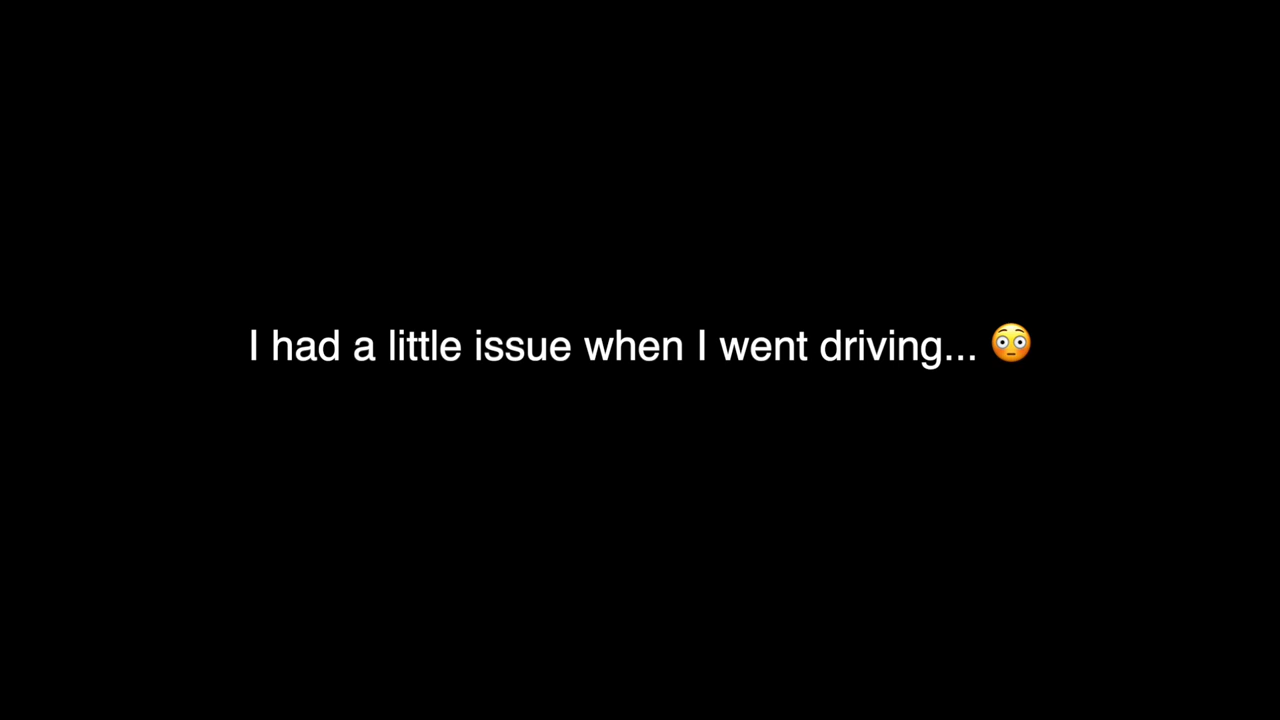 I had a little issue when I went driving... 😳